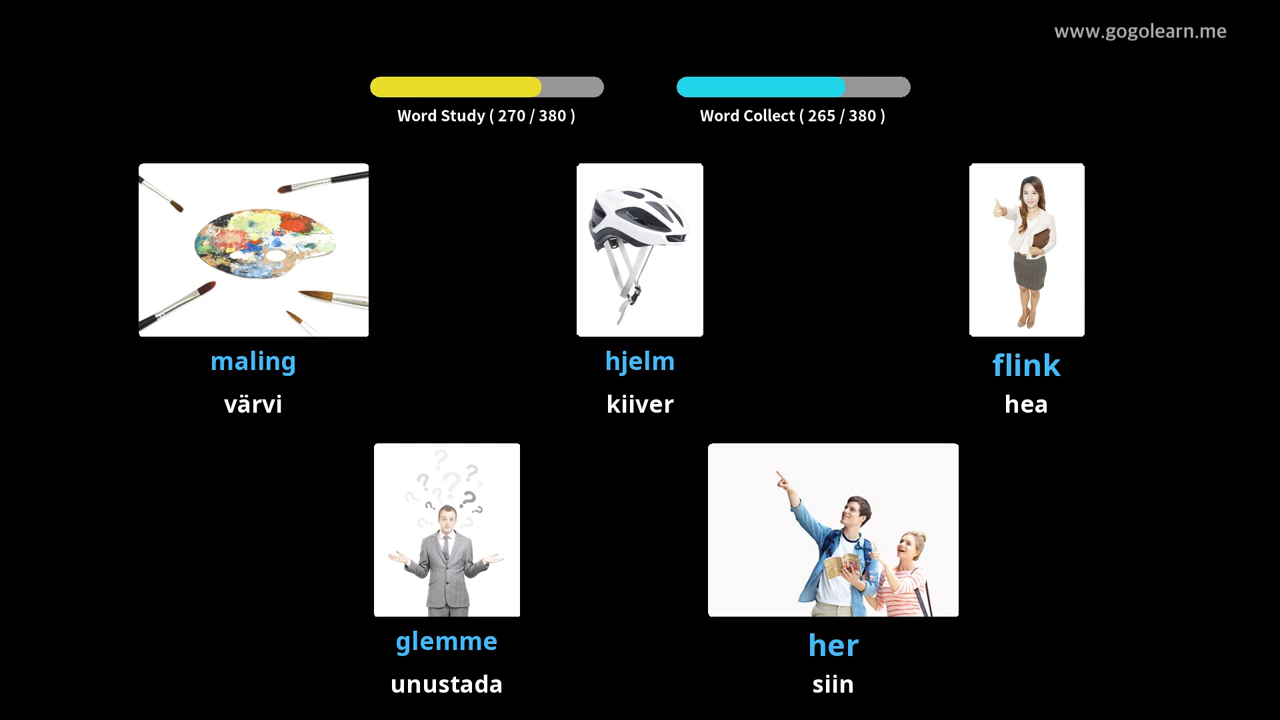 www.gogolearn.me
Word Study ( 270 / 380 )
Word Collect ( 265 / 380 )
maling
värvi
hjelm
kiiver
flink
hea
glemme
unustada
her
siin